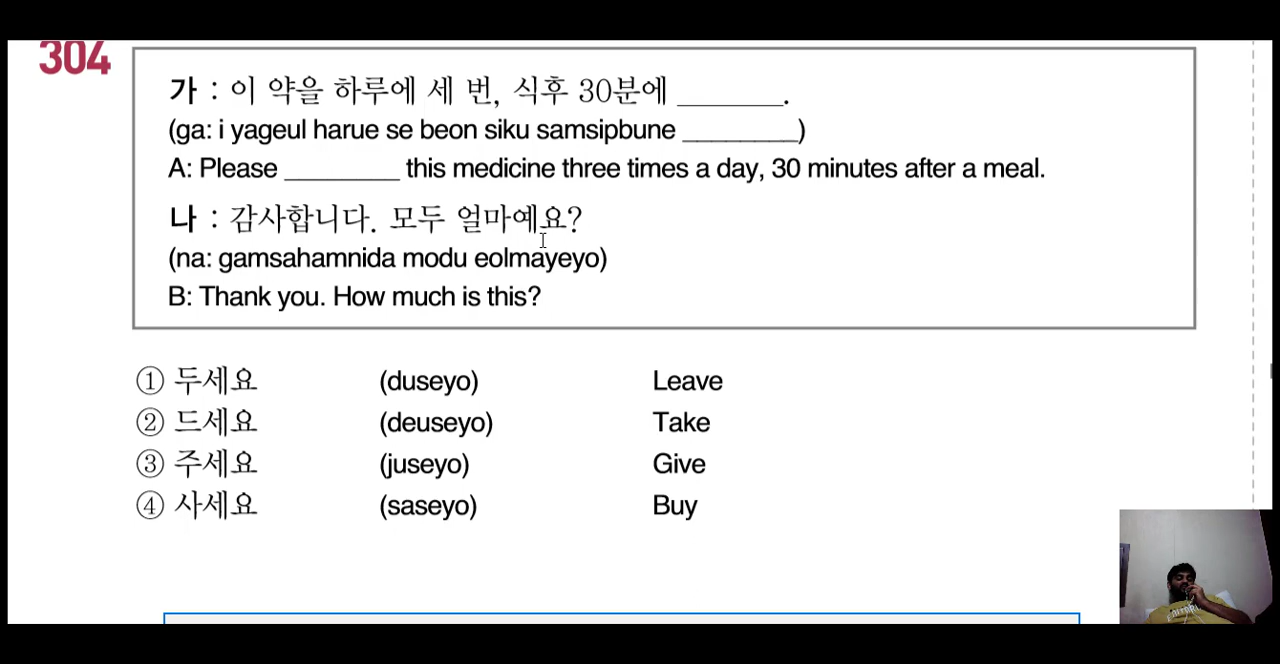 304
가 : 이 약을 하루에 세 번, 식후 30분에 ________.
(ga: i yageul harue se beon siku samsipbune ________)
A: Please ________ this medicine three times a day, 30 minutes after a meal.
나 : 감사합니다. 모두 얼마예요?
(na: gamsahamnida modu eolmayeyo)
B: Thank you. How much is this?
① 두세요 (duseyo) Leave
② 드세요 (deuseyo) Take
③ 주세요 (juseyo) Give
④ 사세요 (saseyo) Buy